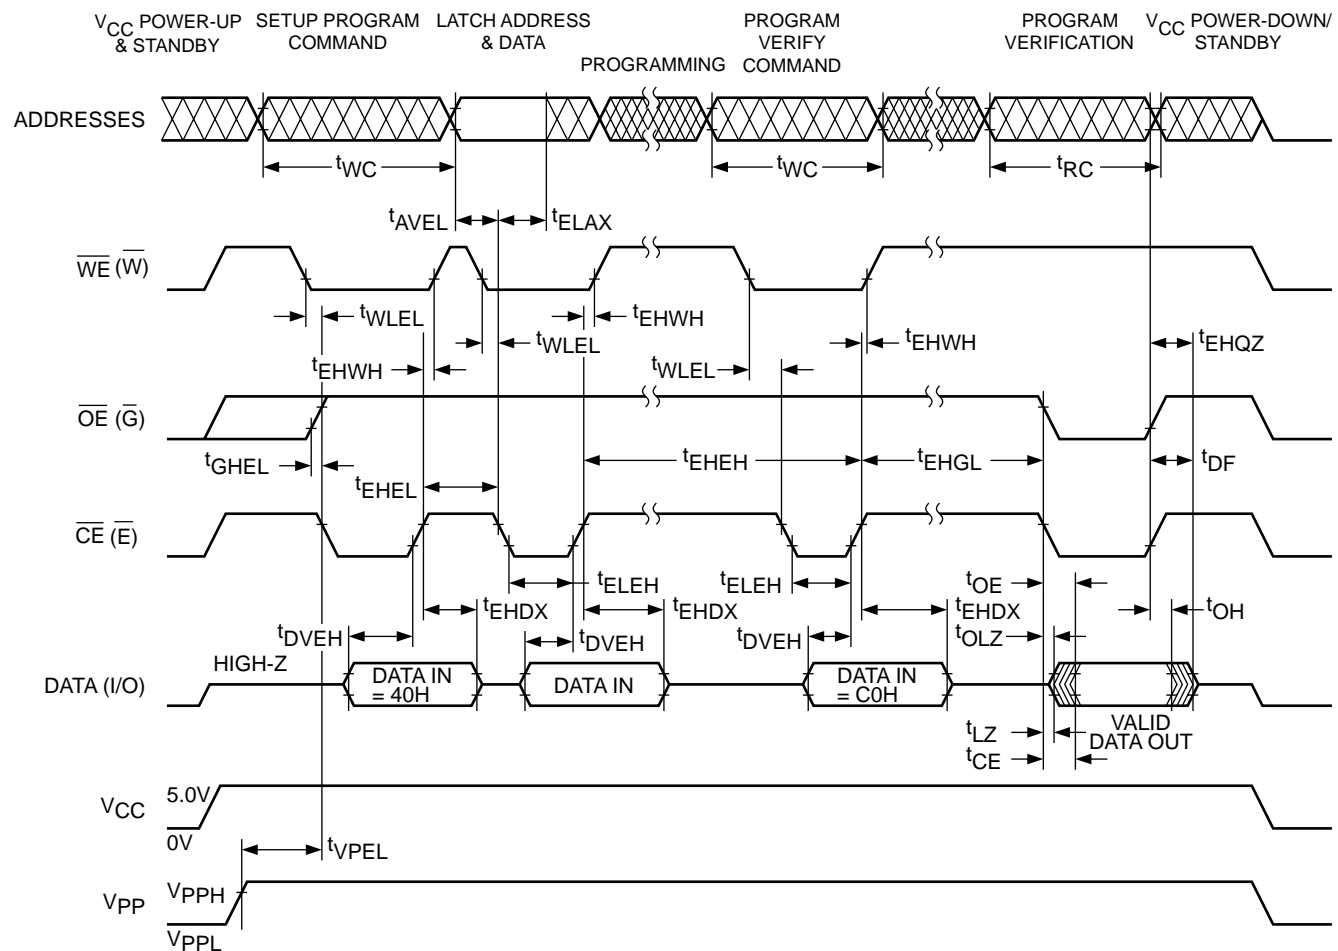 VCC POWER-UP
& STANDBY
SETUP PROGRAM
COMMAND
LATCH ADDRESS
& DATA
PROGRAMMING
PROGRAM
VERIFY
COMMAND
PROGRAM
VERIFICATION
VCC POWER-DOWN/
STANDBY
ADDRESSES
tWC
tWC
tRC
tAVEL
tELAX
WE (W)
tWLEL
tEHWH
tWLEL
tEHWH
tWLEL
tEHWH
tEHQZ
OE (G)
tGHEL
tEHEL
tEHEH
tEHGL
tDF
CE (E)
tELEH
tELEH
tOE
tEHDX
tEHDX
tEHDX
tOH
tDVEH
tDVEH
tDVEH
tOLZ
HIGH-Z
DATA (I/O)
DATA IN
= 40H
DATA IN
DATA IN
= C0H
VALID
DATA OUT
tLZ
tCE
VCC
5.0V
0V
tVPEL
VPP
VPPH
VPPL